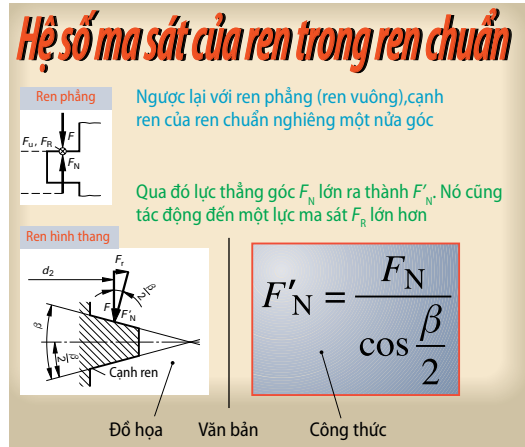 Hệ số ma sát của ren trong ren chuẩn
Ren phẳng
Ngược lại với ren phẳng (ren vuông),cạnh
ren của ren chuẩn nghiêng một nửa góc
F
Fu, FR
FN
Qua đó lực thẳng góc FN lớn ra thành F'N. Nó cũng
tác động đến một lực ma sát FR lớn hơn
Ren hình thang
Fr
d2
β/2
F F'N
β
β/2
Cạnh ren
F'N = FN / cos β/2
Đồ họa Văn bản Công thức